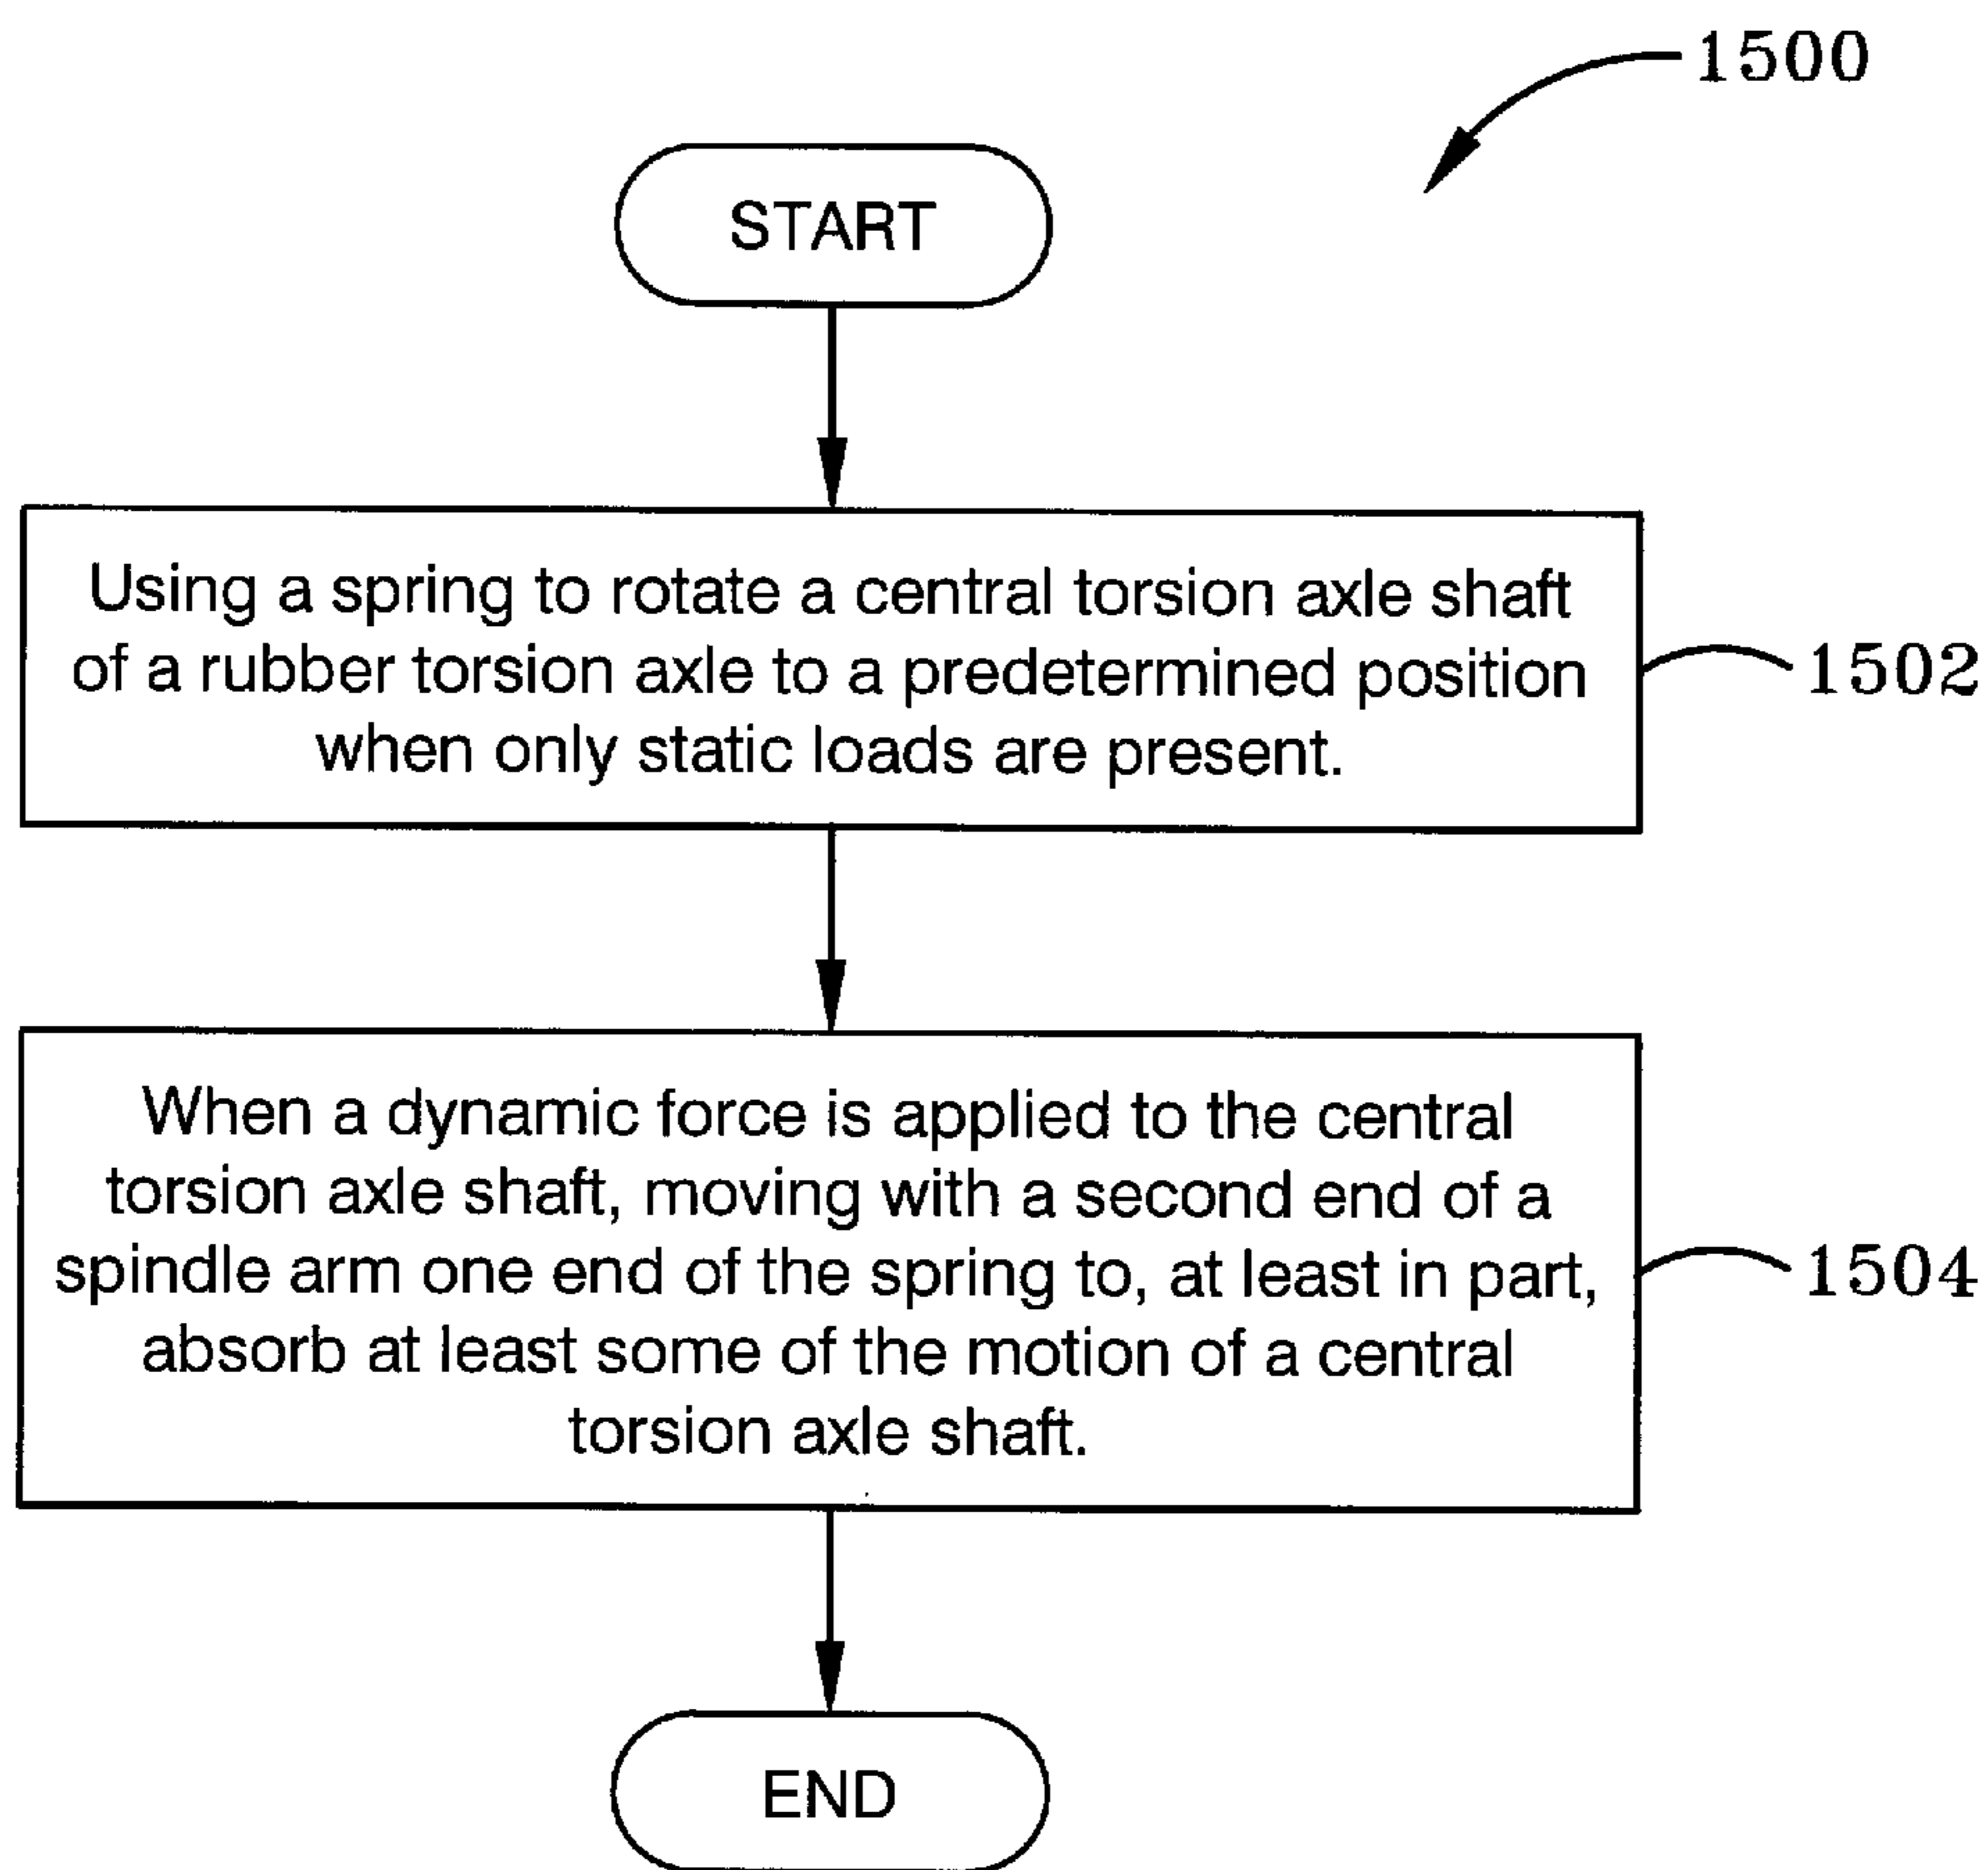 1500
START
Using a spring to rotate a central torsion axle shaft
of a rubber torsion axle to a predetermined position
when only static loads are present.
1502
When a dynamic force is applied to the central
torsion axle shaft, moving with a second end of a
spindle arm one end of the spring to, at least in part,
absorb at least some of the motion of a central
torsion axle shaft.
1504
END